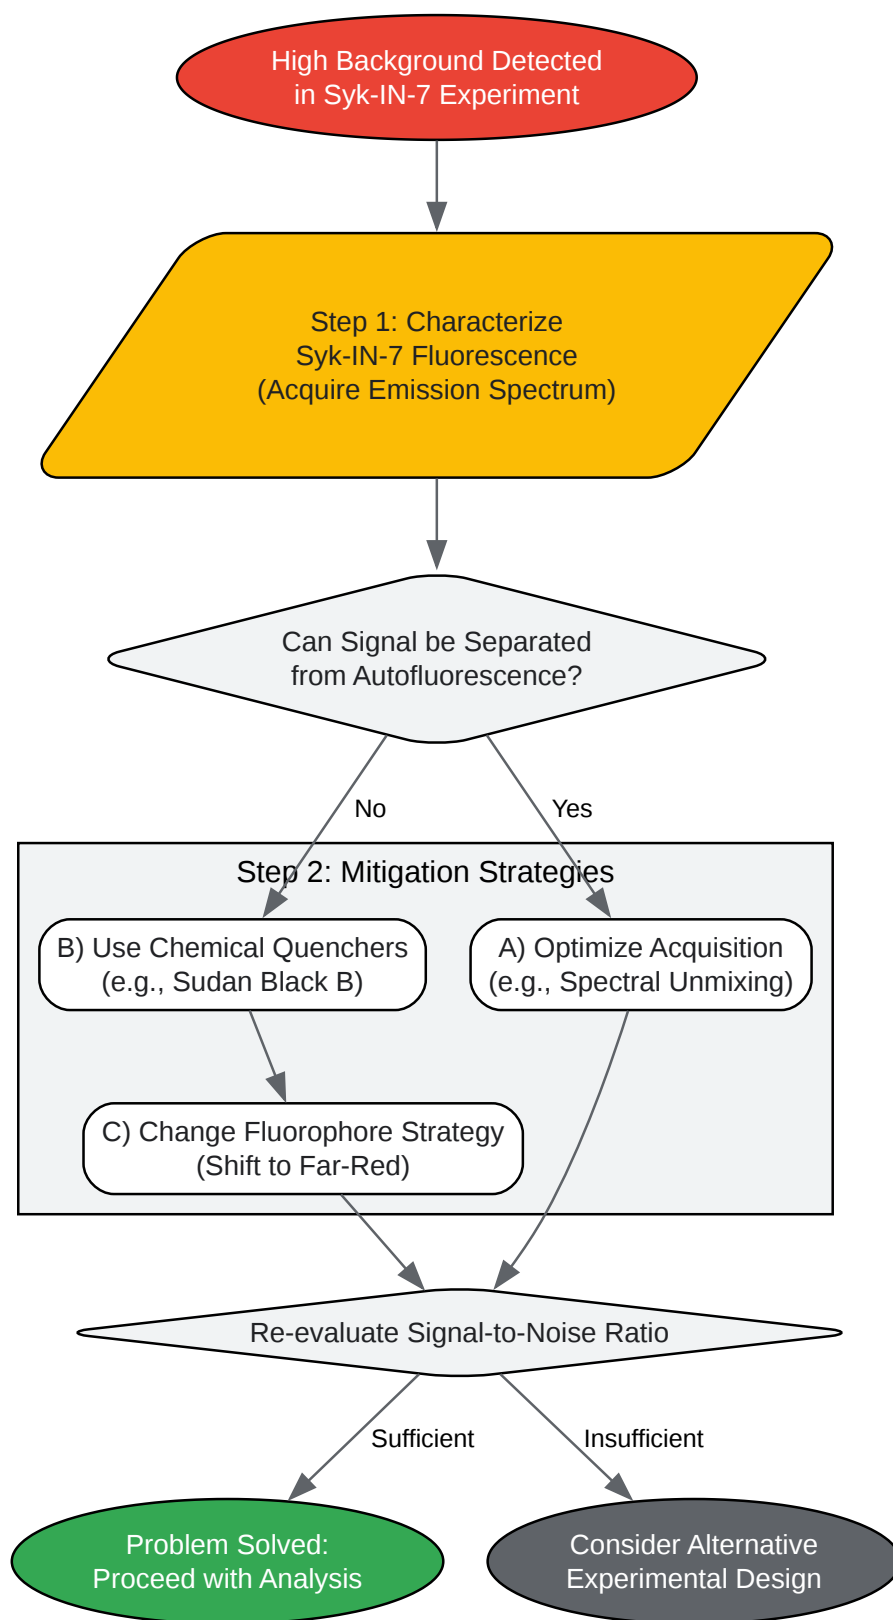 High Background Detected
in Syk-IN-7 Experiment
Step 1: Characterize
Syk-IN-7 Fluorescence
(Acquire Emission Spectrum)
Can Signal be Separated
from Autofluorescence?
No
Yes
Step 2: Mitigation Strategies
B) Use Chemical Quenchers
(e.g., Sudan Black B)
A) Optimize Acquisition
(e.g., Spectral Unmixing)
C) Change Fluorophore Strategy
(Shift to Far-Red)
Re-evaluate Signal-to-Noise Ratio
Sufficient
Insufficient
Problem Solved:
Proceed with Analysis
Consider Alternative
Experimental Design